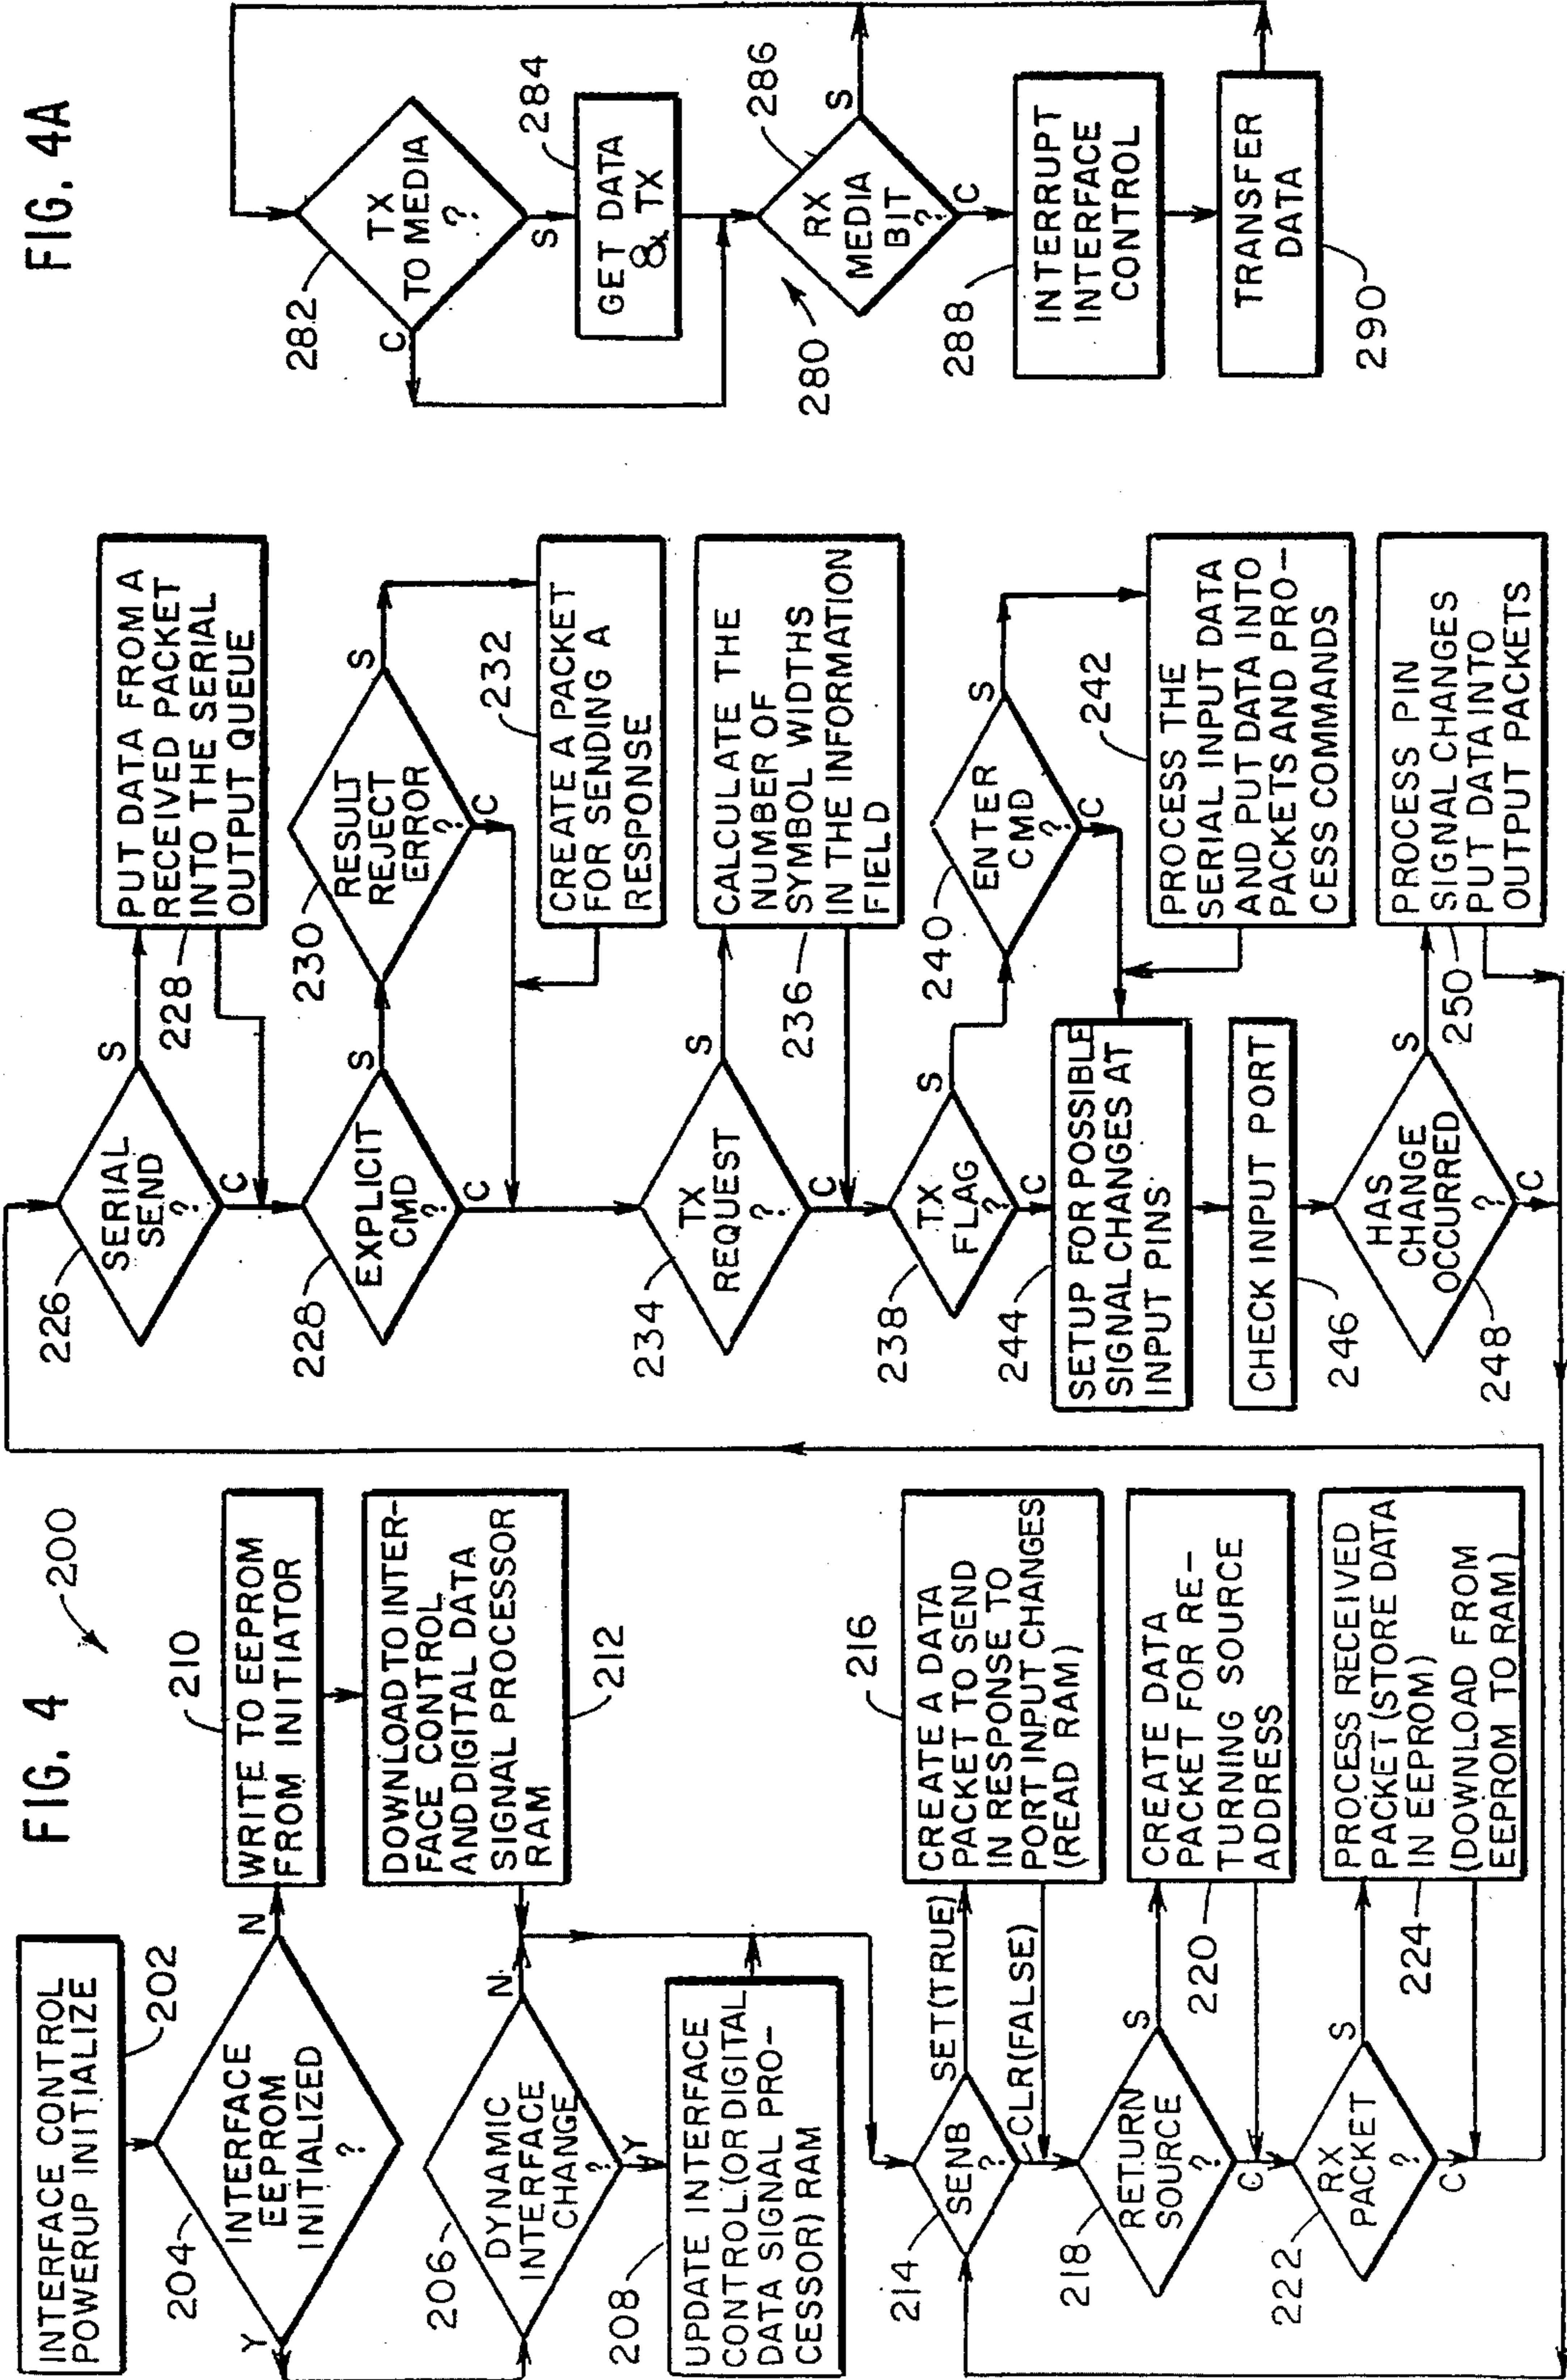 FIG. 4
200
INTERFACE CONTROL
POWERUP INITIALIZE
202
204
INTERFACE
EEPROM
INITIALIZED
?
Y
N
210
WRITE TO EEPROM
FROM INITIATOR
DOWNLOAD TO INTER-
FACE CONTROL
AND DIGITAL DATA
SIGNAL PROCESSOR
RAM
212
206
DYNAMIC
INTERFACE
CHANGE
?
N
Y
208
UPDATE INTERFACE
CONTROL (OR DIGITAL
DATA SIGNAL PRO-
CESSOR) RAM
214
SENB
?
SET(TRUE)
CLR(FALSE)
216
CREATE A DATA
PACKET TO SEND
IN RESPONSE TO
PORT INPUT CHANGES
(READ RAM)
218
RETURN
SOURCE
?
S
C
220
CREATE DATA
PACKET FOR RE-
TURNING SOURCE
ADDRESS
222
RX
PACKET
?
S
C
224
PROCESS RECEIVED
PACKET (STORE DATA
IN EEPROM)
(DOWNLOAD FROM
EEPROM TO RAM)
226
SERIAL
SEND
?
S
C
228
PUT DATA FROM A
RECEIVED PACKET
INTO THE SERIAL
OUTPUT QUEUE
228
EXPLICIT
CMD
?
S
C
230
RESULT
REJECT
ERROR
?
S
C
232
CREATE A PACKET
FOR SENDING A
RESPONSE
234
TX
REQUEST
?
S
C
236
CALCULATE THE
NUMBER OF
SYMBOL WIDTHS
IN THE INFORMATION
FIELD
238
TX
FLAG
?
S
C
240
ENTER
CMD
?
S
C
242
PROCESS THE
SERIAL INPUT DATA
AND PUT DATA INTO
PACKETS AND PRO-
CESS COMMANDS
244
SETUP FOR POSSIBLE
SIGNAL CHANGES AT
INPUT PINS
CHECK INPUT PORT
246
HAS
CHANGE
OCCURRED
?
248
S
C
250
PROCESS PIN
SIGNAL CHANGES
PUT DATA INTO
OUTPUT PACKETS
FIG. 4A
282
TX
TO MEDIA
?
C
S
284
GET DATA
& TX
280
RX
MEDIA
BIT
?
286
S
C
288
INTERRUPT
INTERFACE
CONTROL
TRANSFER
DATA
290